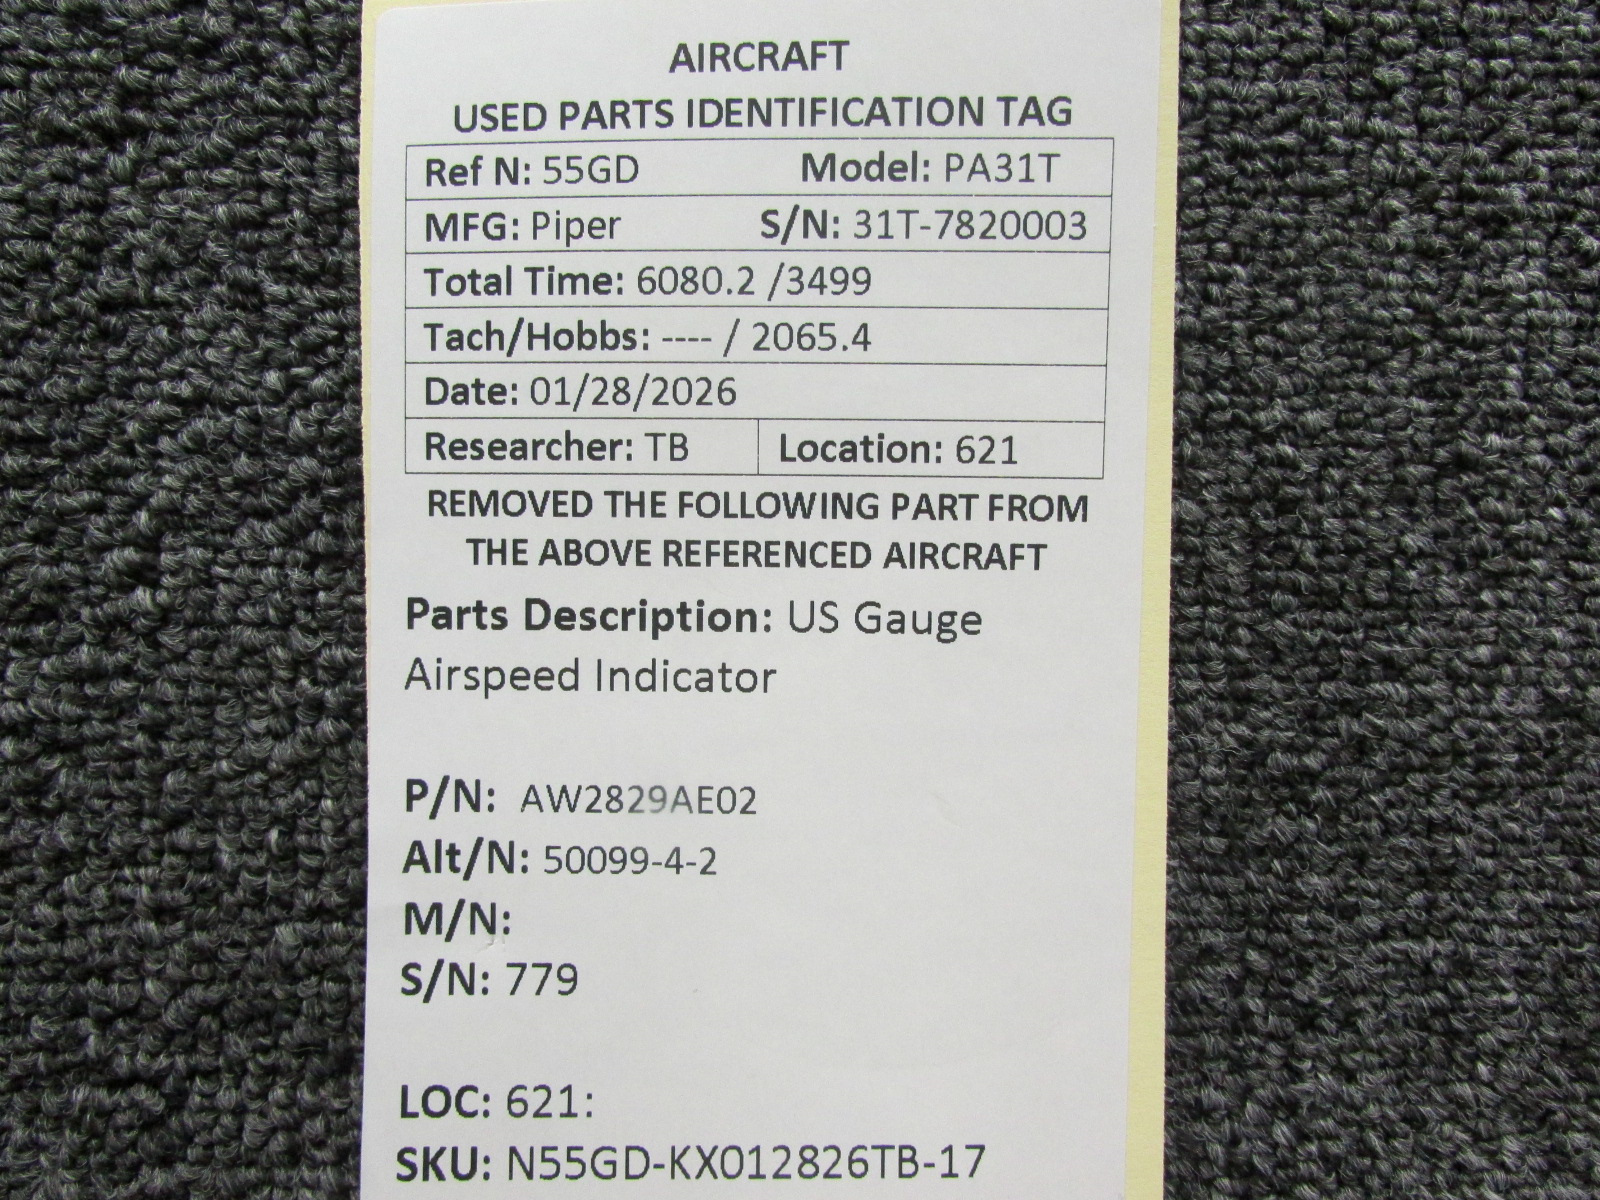 AIRCRAFT
USED PARTS IDENTIFICATION TAG
Ref N: 55GD Model: PA31T
MFG: Piper S/N: 31T-7820003
Total Time: 6080.2 /3499
Tach/Hobbs: ---- / 2065.4
Date: 01/28/2026
Researcher: TB Location: 621
REMOVED THE FOLLOWING PART FROM
THE ABOVE REFERENCED AIRCRAFT
Parts Description: US Gauge
Airspeed Indicator
P/N: AW2829AE02
Alt/N: 50099-4-2
M/N:
S/N: 779
LOC: 621:
SKU: N55GD-KX012826TB-17